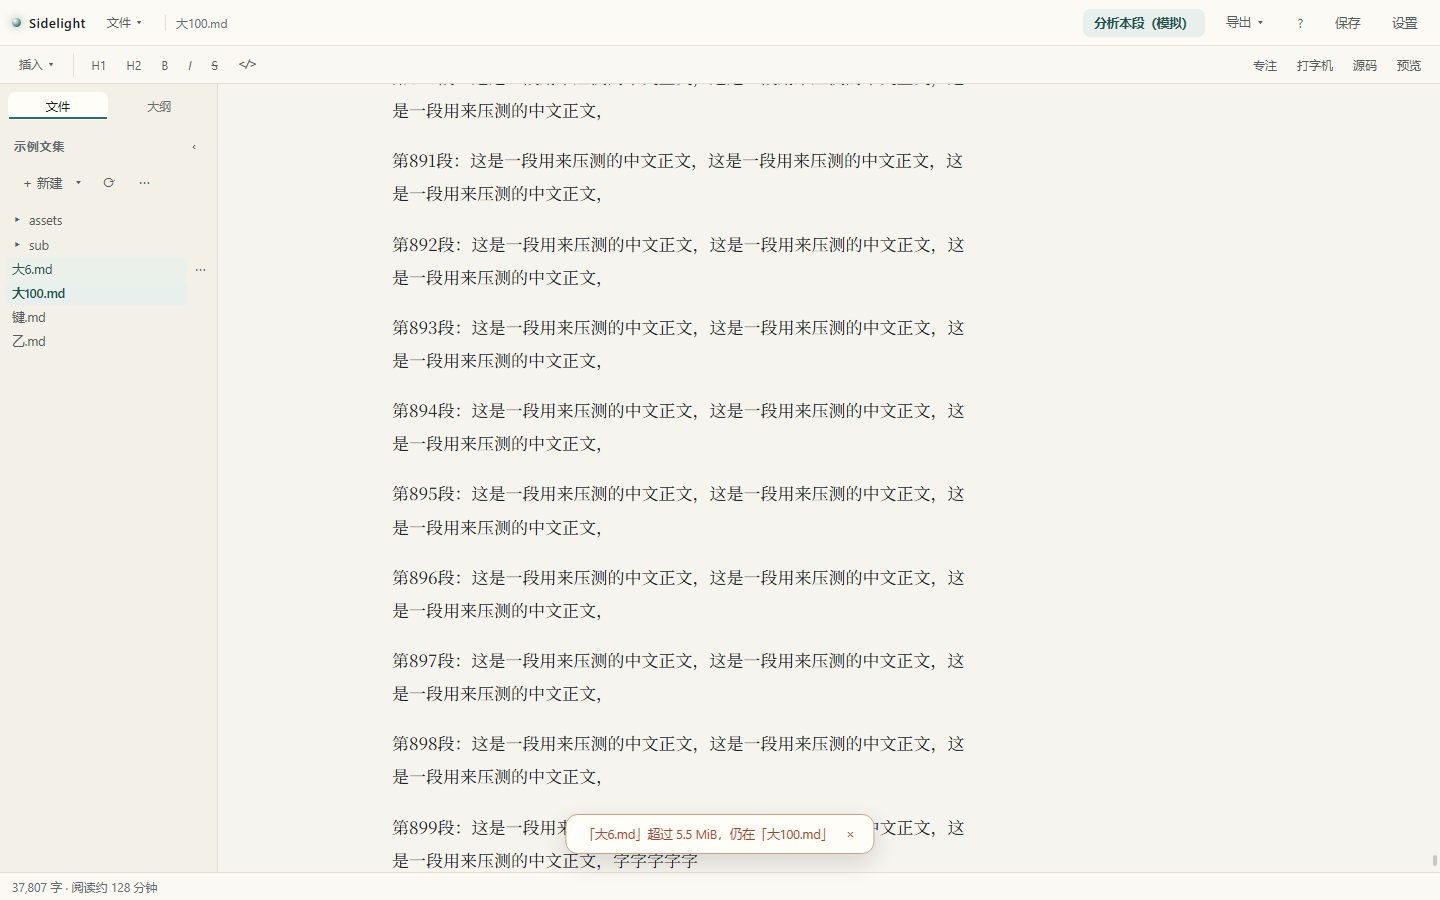 Sidelight 文件 大100.md 分析本段（模拟） 导出 ? 保存 设置
插入 H1 H2 B I S </> 专注 打字机 源码 预览
文件 大纲
示例文集
+ 新建 ...
assets
sub
大6.md ...
大100.md
键.md
乙.md
是一段用来压测的中文正文，
第891段：这是一段用来压测的中文正文，这是一段用来压测的中文正文，这
是一段用来压测的中文正文，
第892段：这是一段用来压测的中文正文，这是一段用来压测的中文正文，这
是一段用来压测的中文正文，
第893段：这是一段用来压测的中文正文，这是一段用来压测的中文正文，这
是一段用来压测的中文正文，
第894段：这是一段用来压测的中文正文，这是一段用来压测的中文正文，这
是一段用来压测的中文正文，
第895段：这是一段用来压测的中文正文，这是一段用来压测的中文正文，这
是一段用来压测的中文正文，
第896段：这是一段用来压测的中文正文，这是一段用来压测的中文正文，这
是一段用来压测的中文正文，
第897段：这是一段用来压测的中文正文，这是一段用来压测的中文正文，这
是一段用来压测的中文正文，
第898段：这是一段用来压测的中文正文，这是一段用来压测的中文正文，这
是一段用来压测的中文正文，
第899段：这是一段用 中文正文，这
「大6.md」超过 5.5 MiB，仍在「大100.md」 ×
是一段用来压测的中文正文，字字字字字
37,807 字 · 阅读约 128 分钟